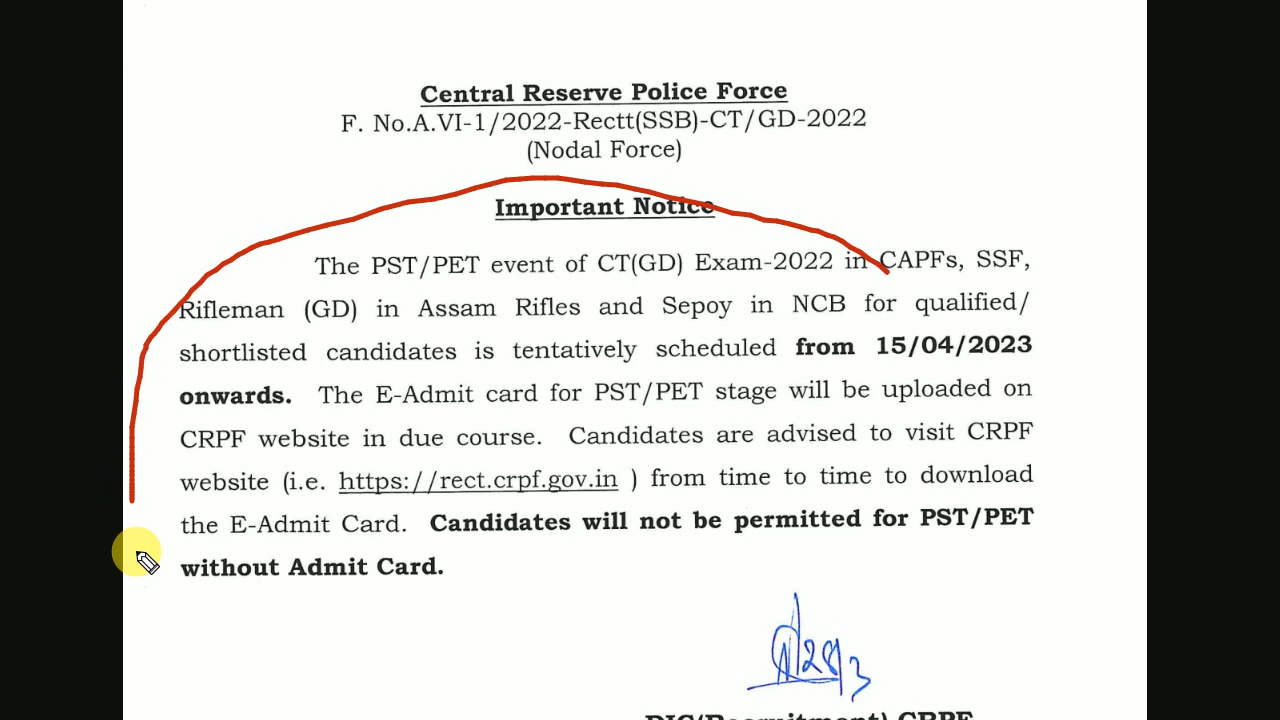 Central Reserve Police Force
F. No.A.VI-1/2022-Rectt(SSB)-CT/GD-2022
(Nodal Force)
Important Notice
The PST/PET event of CT(GD) Exam-2022 in CAPFs, SSF,
Rifleman (GD) in Assam Rifles and Sepoy in NCB for qualified/
shortlisted candidates is tentatively scheduled from 15/04/2023
onwards. The E-Admit card for PST/PET stage will be uploaded on
CRPF website in due course. Candidates are advised to visit CRPF
website (i.e. https://rect.crpf.gov.in ) from time to time to download
the E-Admit Card. Candidates will not be permitted for PST/PET
without Admit Card.
28/3
DIG(Recruitment) CRPF